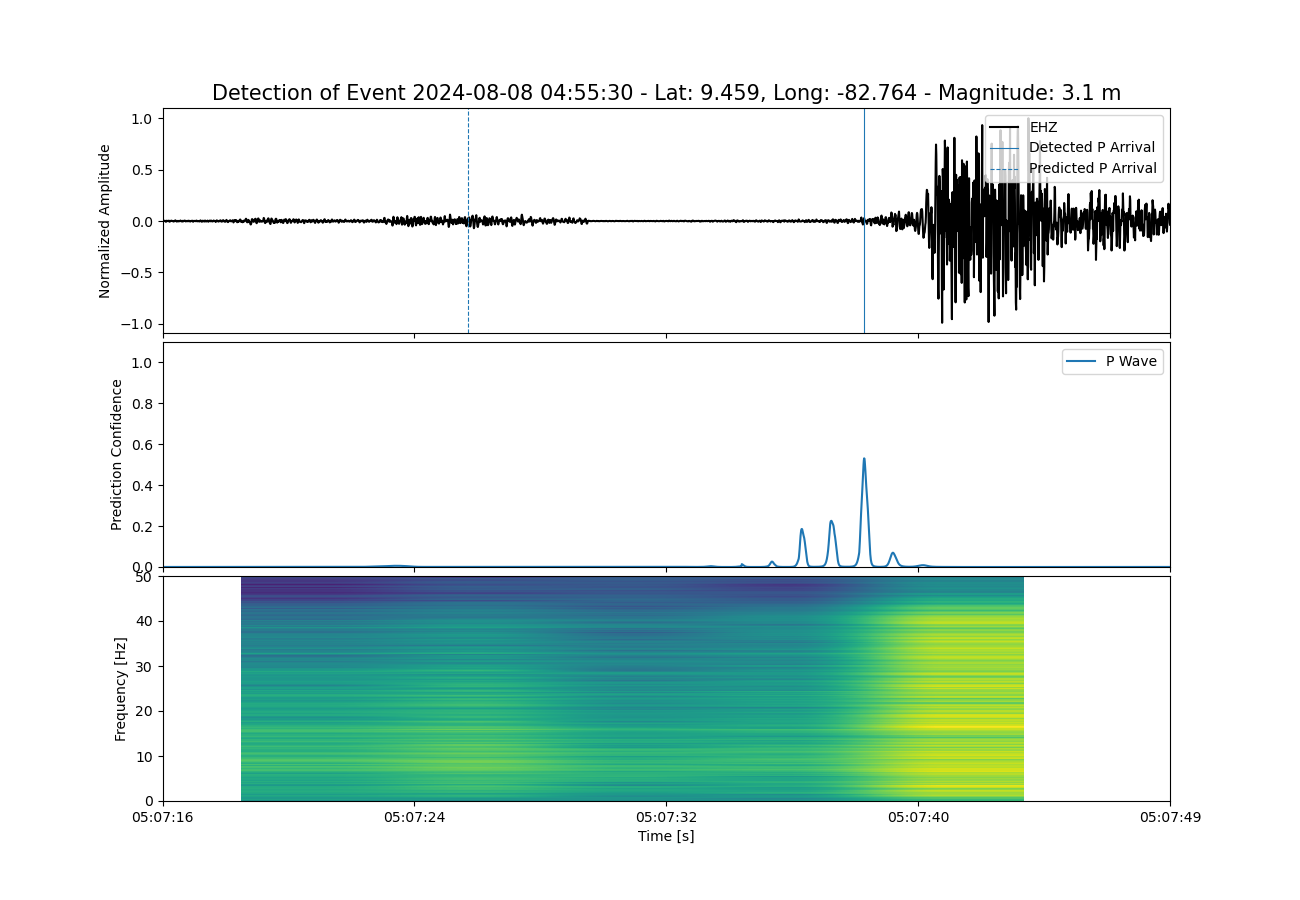 Detection of Event 2024-08-08 04:55:30 - Lat: 9.459, Long: -82.764 - Magnitude: 3.1 m
1.0
0.5
0.0
−0.5
−1.0
Normalized Amplitude
EHZ
Detected P Arrival
Predicted P Arrival
1.0
0.8
0.6
0.4
0.2
0.0
Prediction Confidence
P Wave
50
40
30
20
10
0
Frequency [Hz]
05:07:16
05:07:24
05:07:32
05:07:40
05:07:49
Time [s]